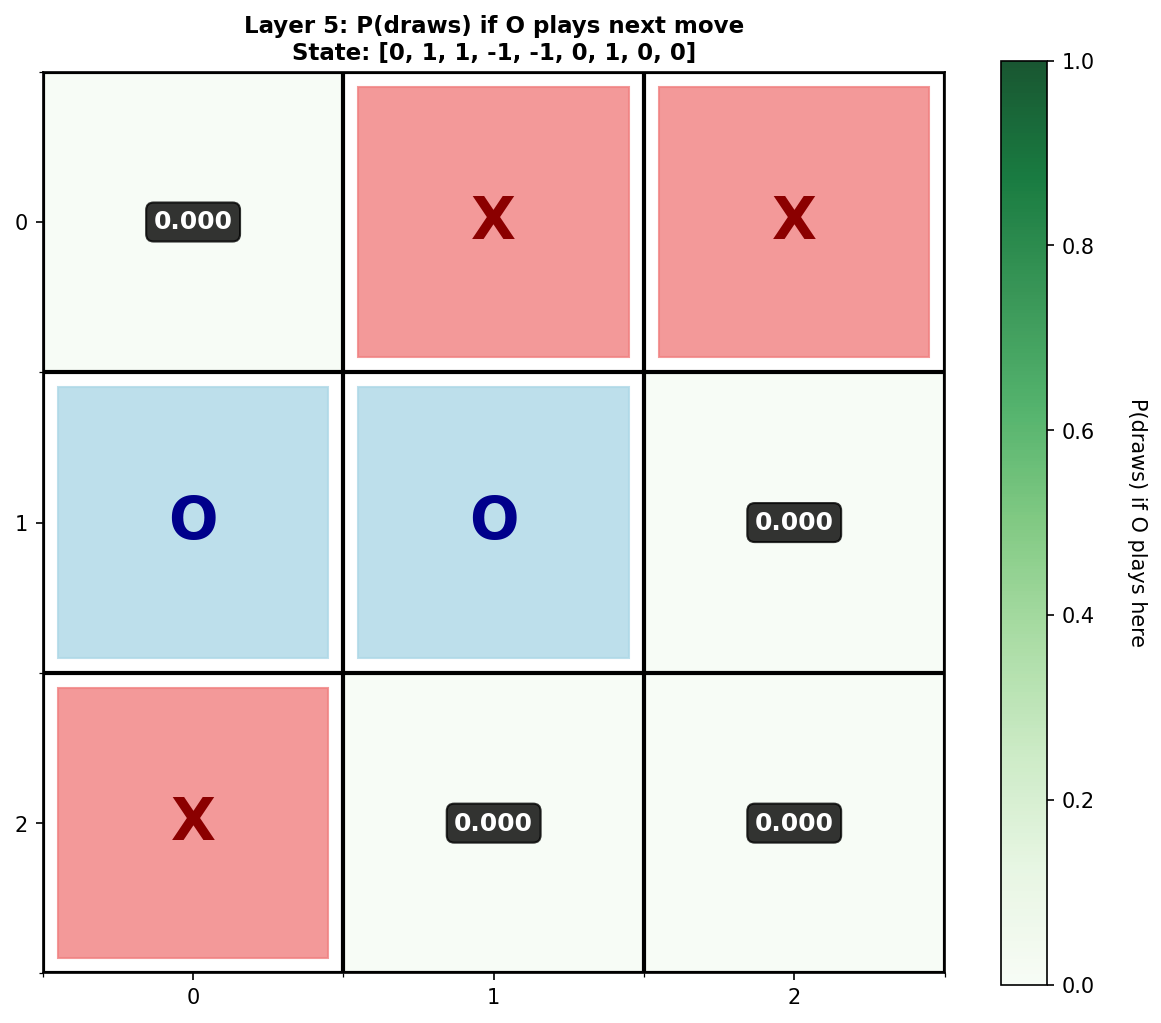 Layer 5: P(draws) if O plays next move
State: [0, 1, 1, -1, -1, 0, 1, 0, 0]
0
0.000
X
X
1
O
O
0.000
2
X
0.000
0.000
0
1
2
1.0
0.8
0.6
0.4
0.2
0.0
P(draws) if O plays here